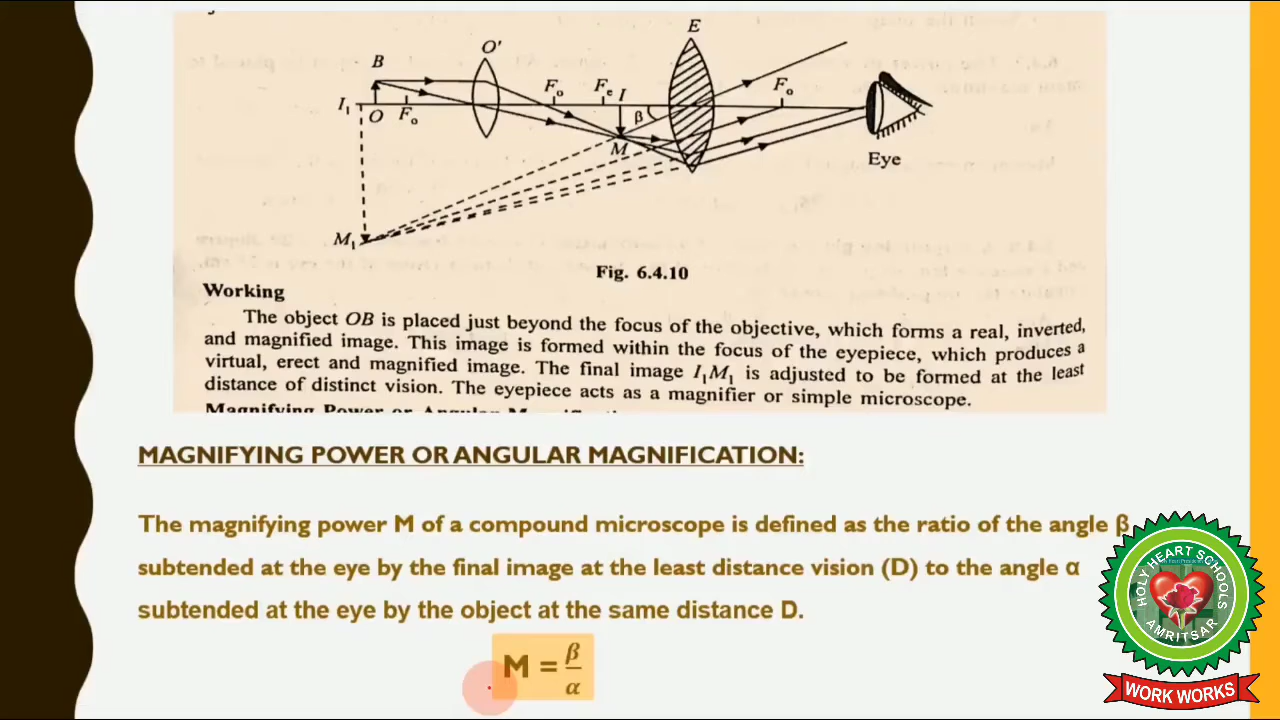 E
O'
B
F₀ Fₑ I F₀
I₁ O F₀ β
M
Eye
M₁
Fig. 6.4.10
Working
The object OB is placed just beyond the focus of the objective, which forms a real, inverted,
and magnified image. This image is formed within the focus of the eyepiece, which produces a
virtual, erect and magnified image. The final image I₁M₁ is adjusted to be formed at the least
distance of distinct vision. The eyepiece acts as a magnifier or simple microscope.
MAGNIFYING POWER OR ANGULAR MAGNIFICATION:
The magnifying power M of a compound microscope is defined as the ratio of the angle β
subtended at the eye by the final image at the least distance vision (D) to the angle α
subtended at the eye by the object at the same distance D.
M = β/α
HOLY HEART SCHOOLS
AMRITSAR
WORK WORKS